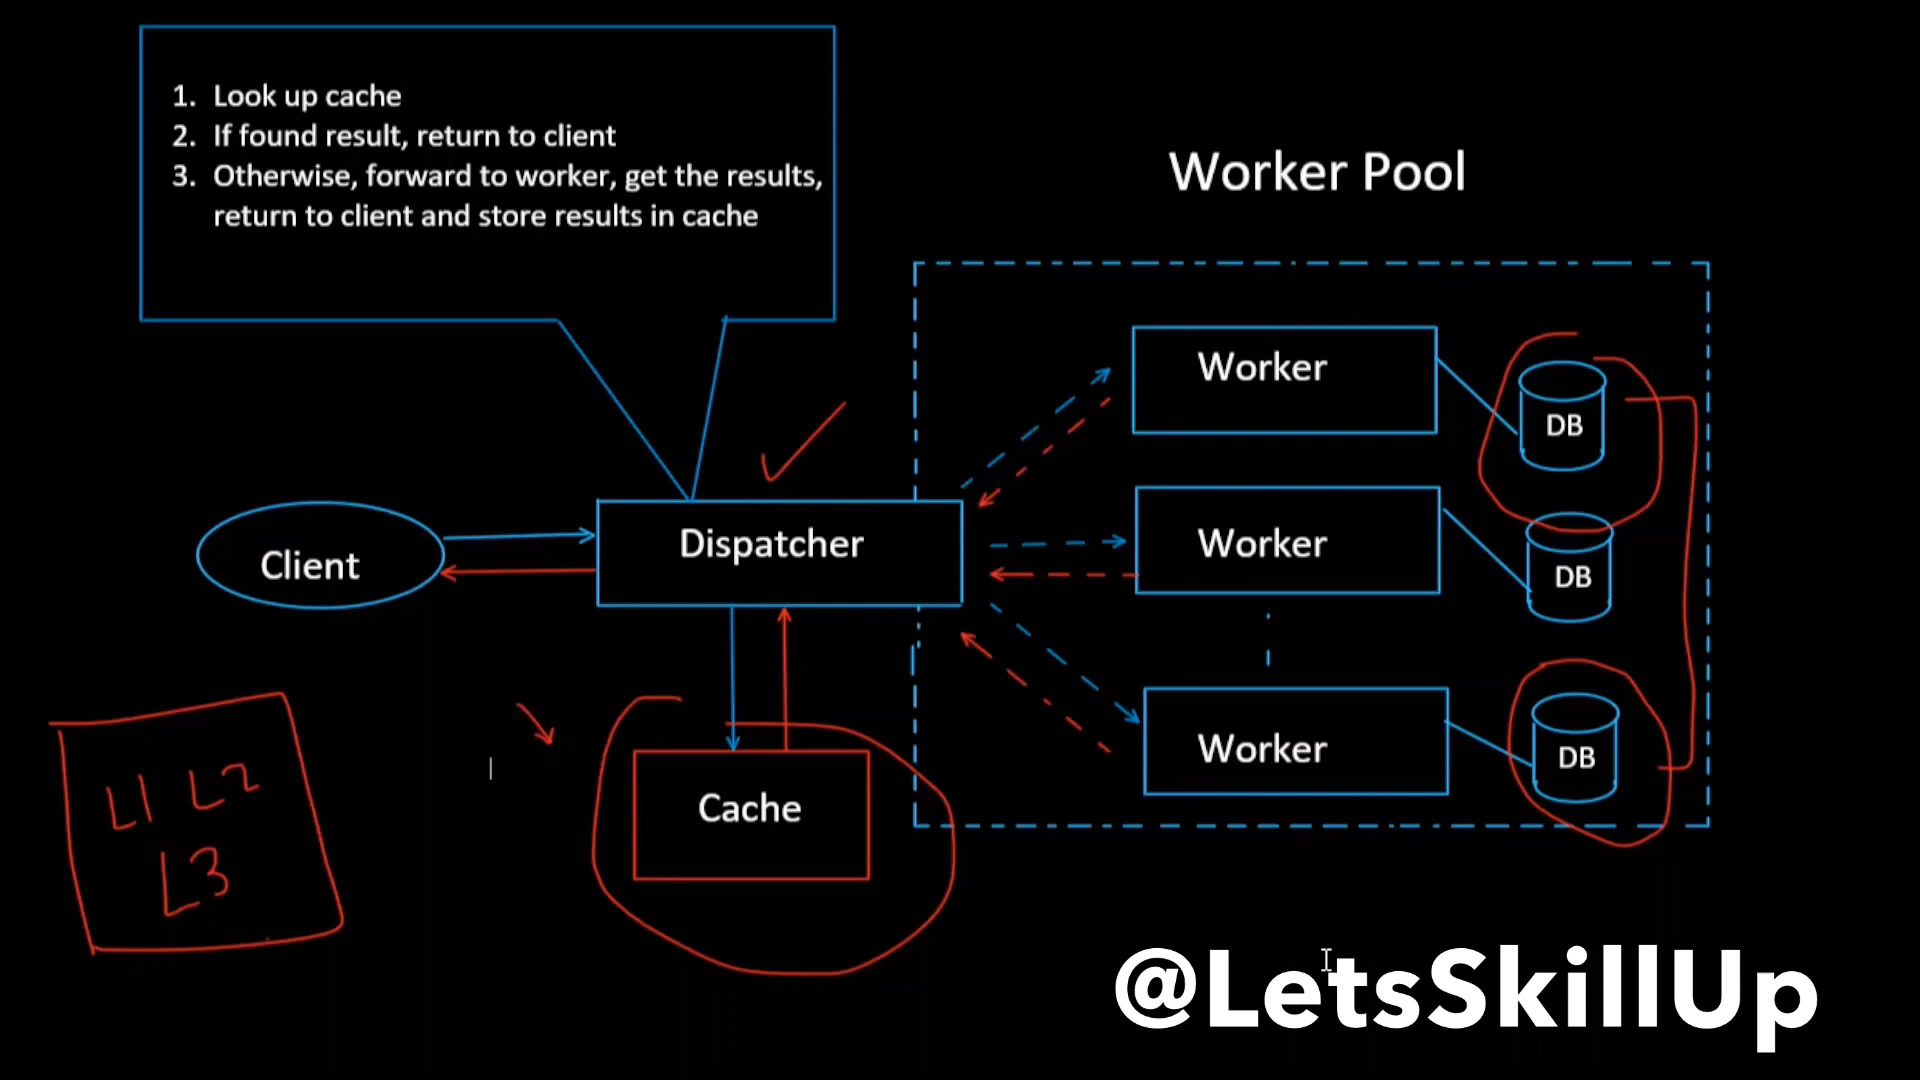 1. Look up cache
2. If found result, return to client
3. Otherwise, forward to worker, get the results,
return to client and store results in cache
Worker Pool
Worker
DB
Client
Dispatcher
Worker
DB
Worker
DB
Cache
L1 L2
L3
@LetsSkillUp